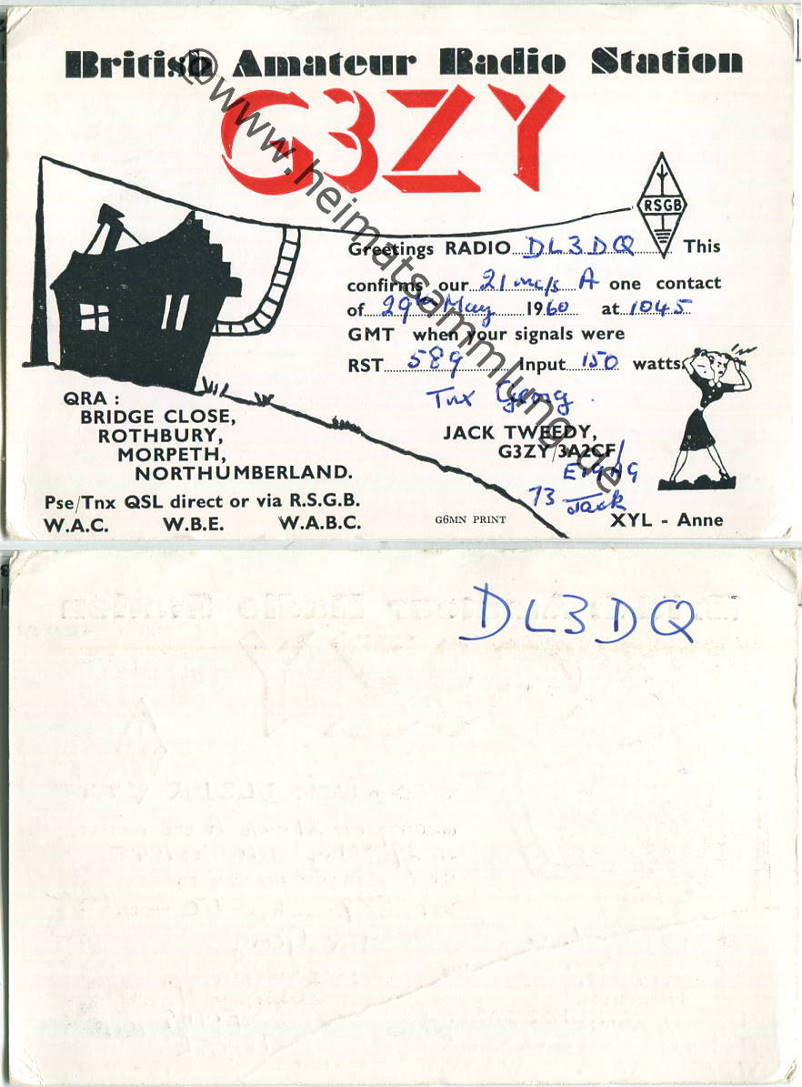 British Amateur Radio Station
G3ZY
RSGB
Greetings RADIO DL3DQ This
confirms our 21 mc/s A one contact
of 29th May 1960 at 1045
GMT when your signals were
RST 589 Input 150 watts.
Tnx Georg.
QRA :
BRIDGE CLOSE,
ROTHBURY,
MORPETH,
NORTHUMBERLAND.
JACK TWEEDY,
G3ZY/3A2CF/
73 Jack
Pse/Tnx QSL direct or via R.S.G.B.
W.A.C. W.B.E. W.A.B.C.
G6MN PRINT
XYL - Anne
©www.heimatsammlung.de
DL3DQ